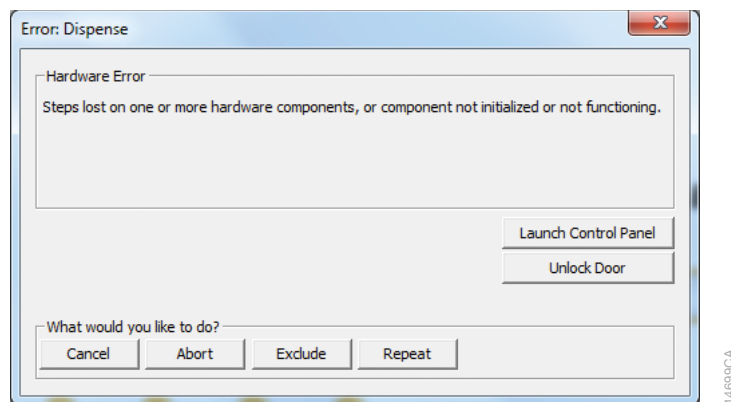 Error: Dispense
Hardware Error
Steps lost on one or more hardware components, or component not initialized or not functioning.
Launch Control Panel
Unlock Door
What would you like to do?
Cancel
Abort
Exclude
Repeat
14699CA